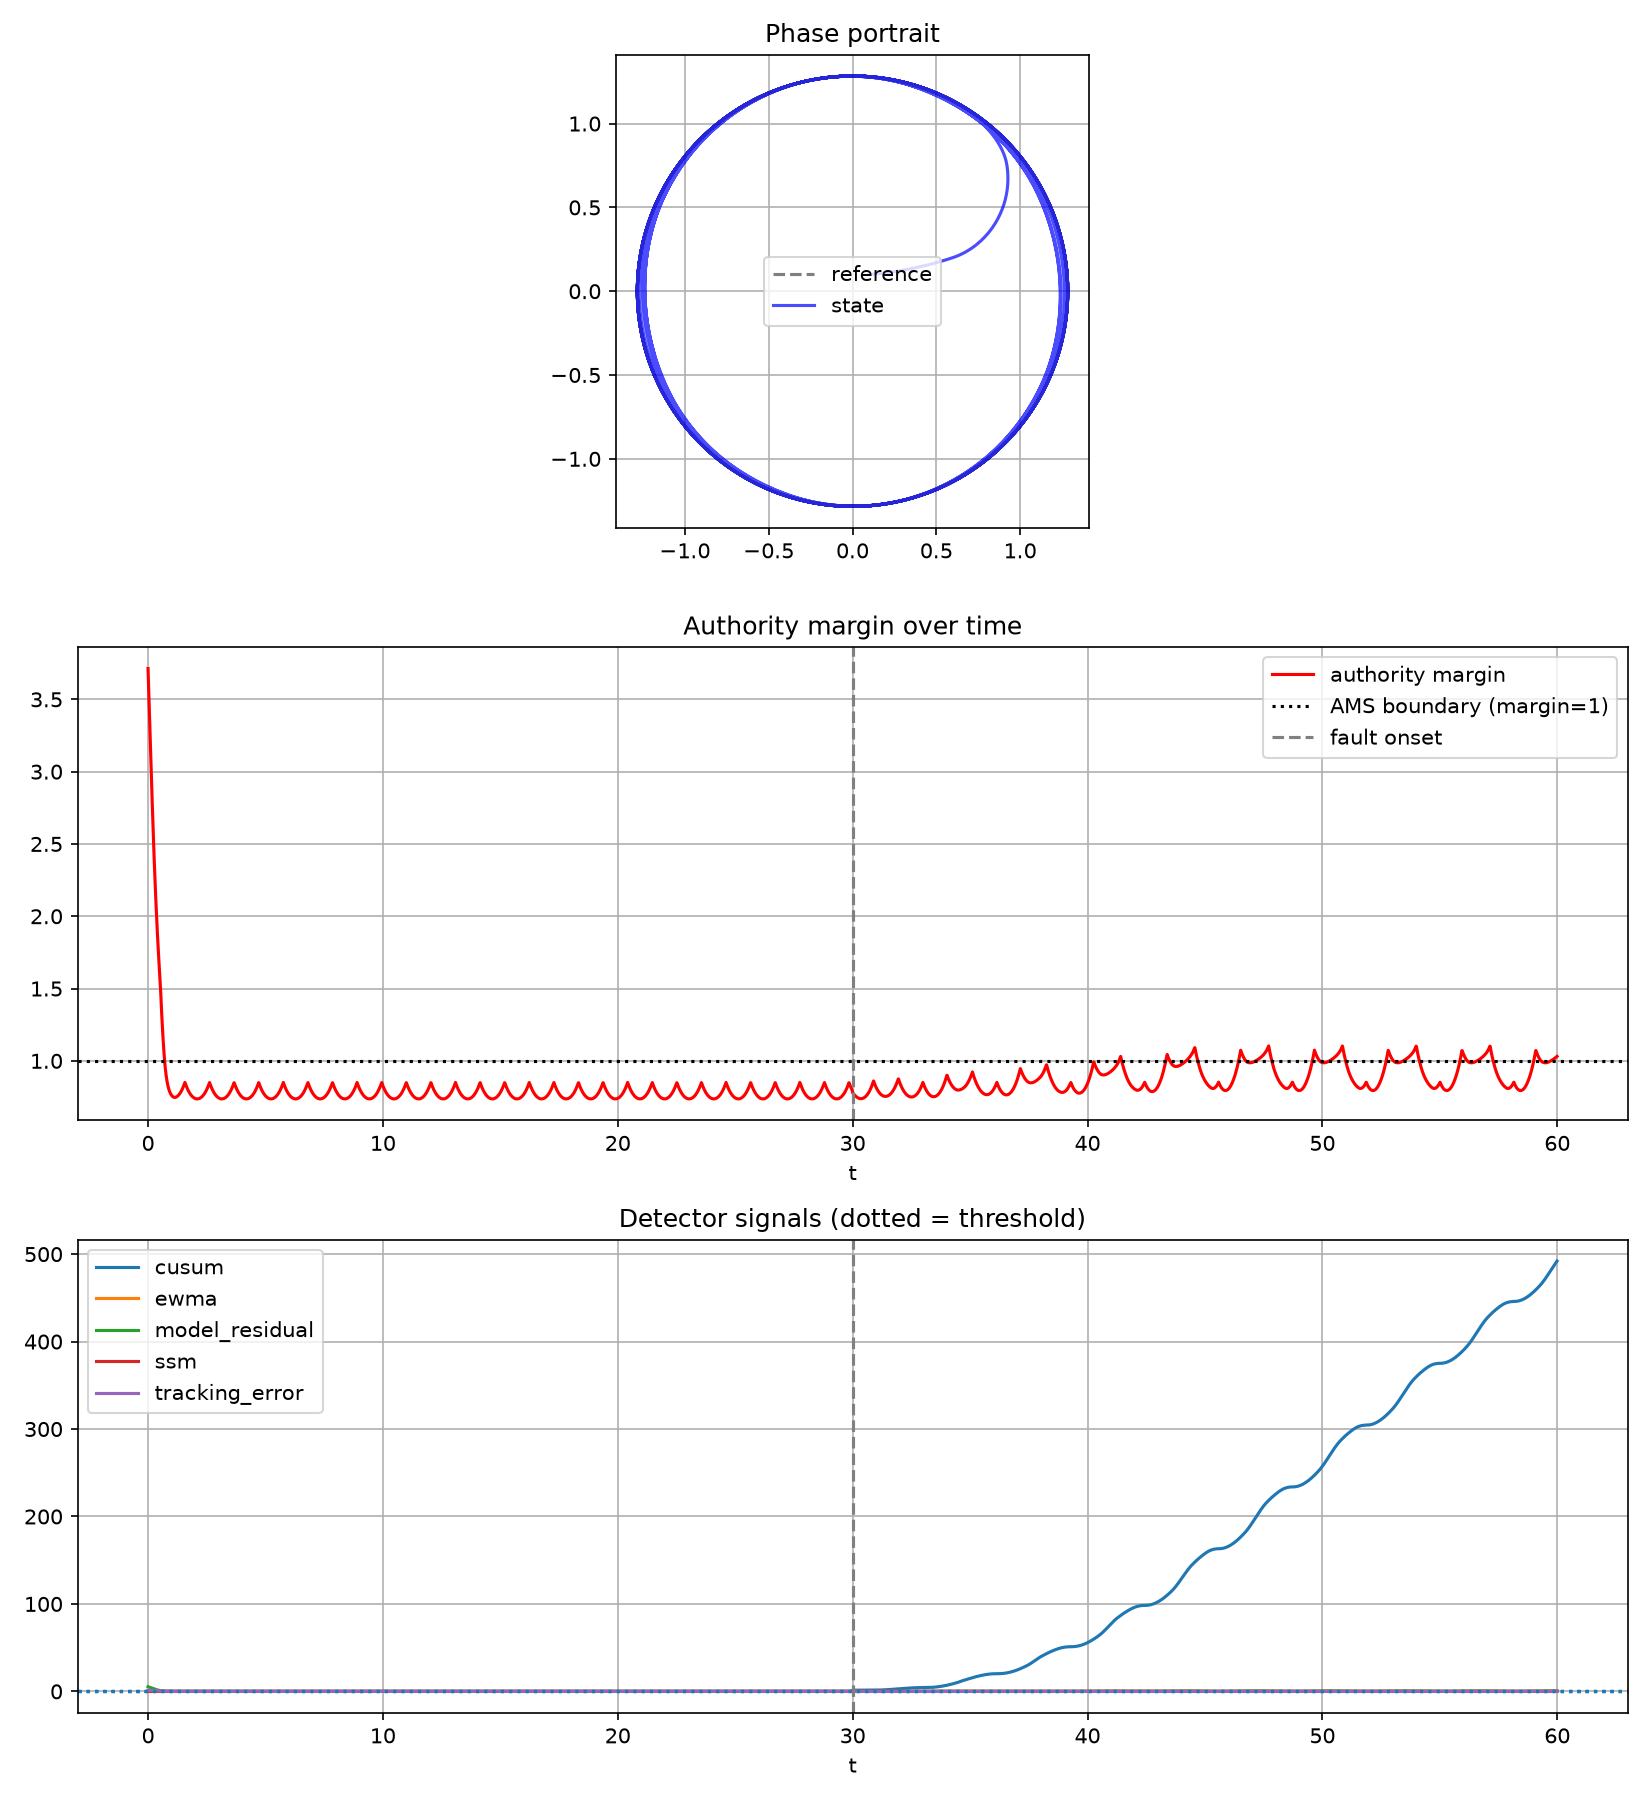 Phase portrait
1.0
0.5
0.0
−0.5
−1.0
reference
state
−1.0 −0.5 0.0 0.5 1.0
Authority margin over time
3.5
3.0
2.5
2.0
1.5
1.0
authority margin
AMS boundary (margin=1)
fault onset
0 10 20 30 40 50 60
t
Detector signals (dotted = threshold)
500
400
300
200
100
0
cusum
ewma
model_residual
ssm
tracking_error
0 10 20 30 40 50 60
t